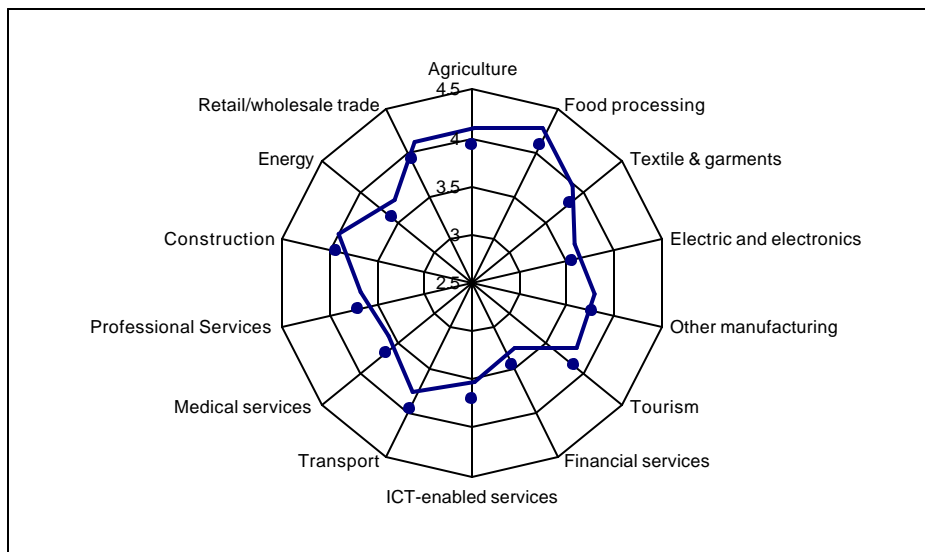 Agriculture
4.5
Retail/wholesale trade
Food processing
4
Energy
Textile & garments
3.5
Construction
3
Electric and electronics
2.5
Professional Services
Other manufacturing
Medical services
Tourism
Transport
Financial services
ICT-enabled services